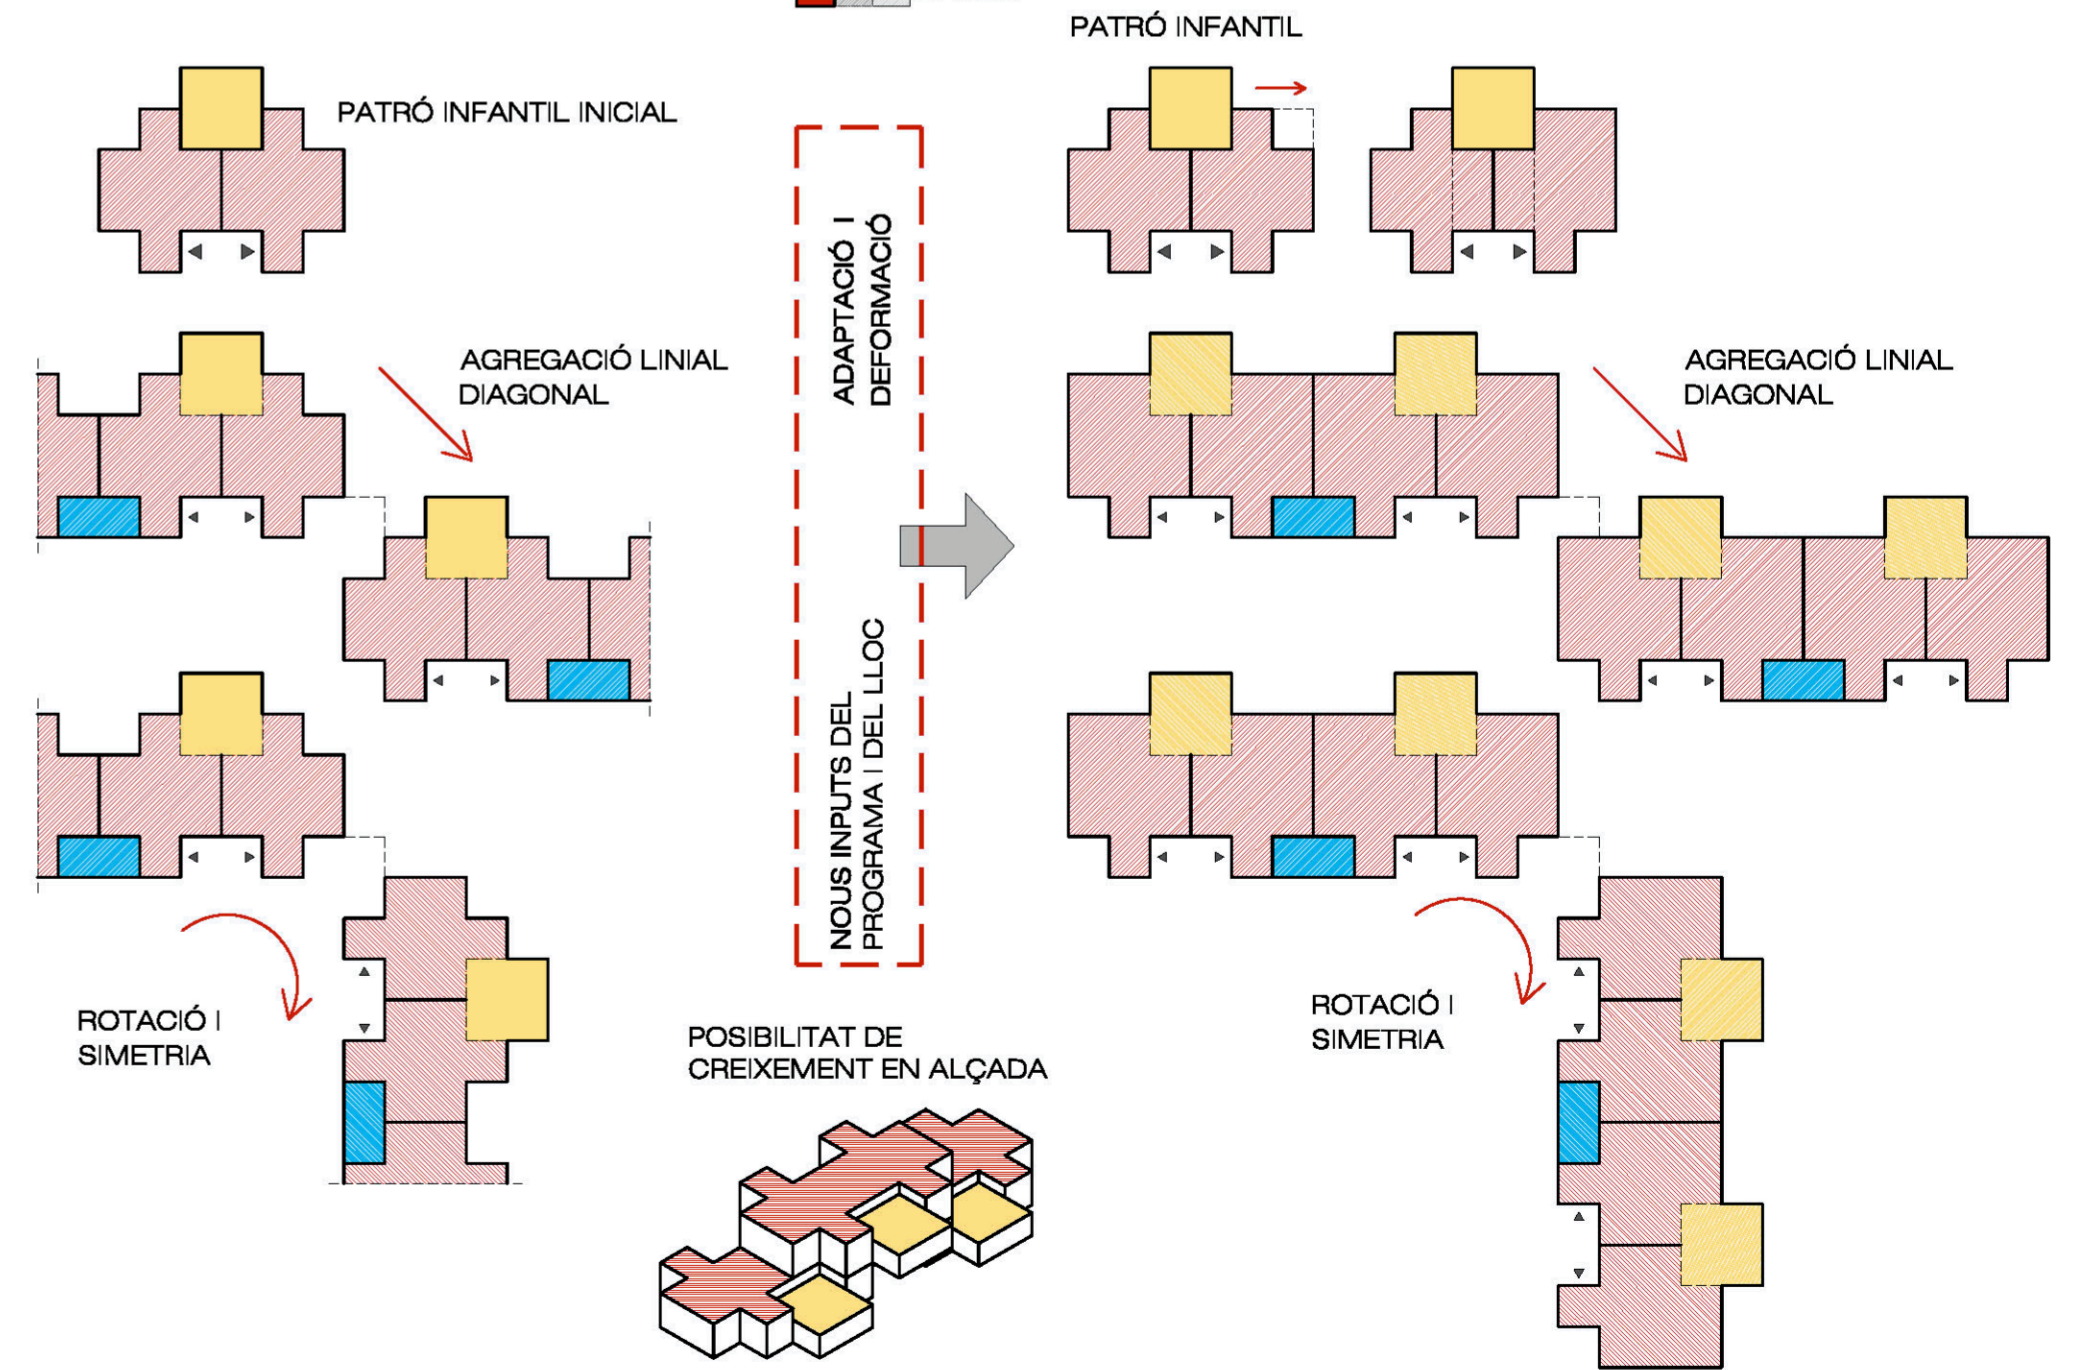 PATRÓ INFANTIL INICIAL
AGREGACIÓ LINIAL
DIAGONAL
ROTACIÓ I
SIMETRIA
ADAPTACIÓ I
DEFORMACIÓ
NOUS INPUTS DEL
PROGRAMA I DEL LLOC
POSIBILITAT DE
CREIXEMENT EN ALÇADA
PATRÓ INFANTIL
AGREGACIÓ LINIAL
DIAGONAL
ROTACIÓ I
SIMETRIA